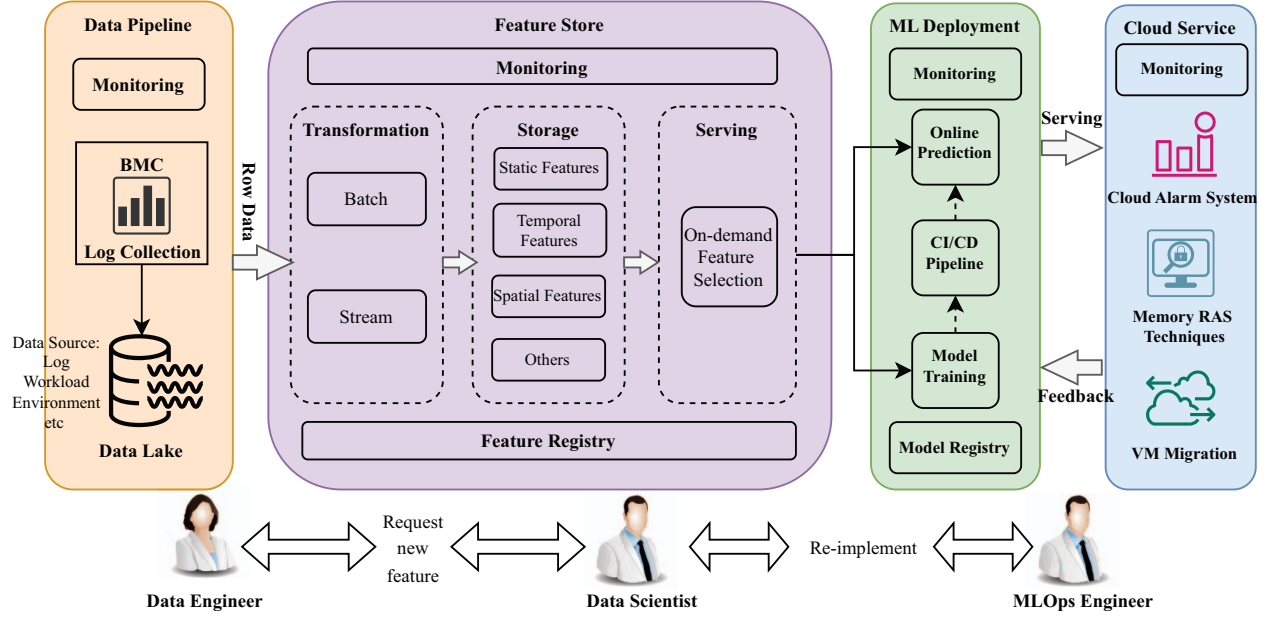 Data Pipeline
Monitoring
BMC
Log Collection
Data Source:
Log
Workload
Environment
etc
Data Lake
Row Data
Feature Store
Monitoring
Transformation
Batch
Stream
Storage
Static Features
Temporal
Features
Spatial Features
Others
Serving
On-demand
Feature
Selection
Feature Registry
ML Deployment
Monitoring
Online
Prediction
CI/CD
Pipeline
Model
Training
Model Registry
Serving
Feedback
Cloud Service
Monitoring
Cloud Alarm System
Memory RAS
Techniques
VM Migration
Data Engineer
Request
new
feature
Data Scientist
Re-implement
MLOps Engineer